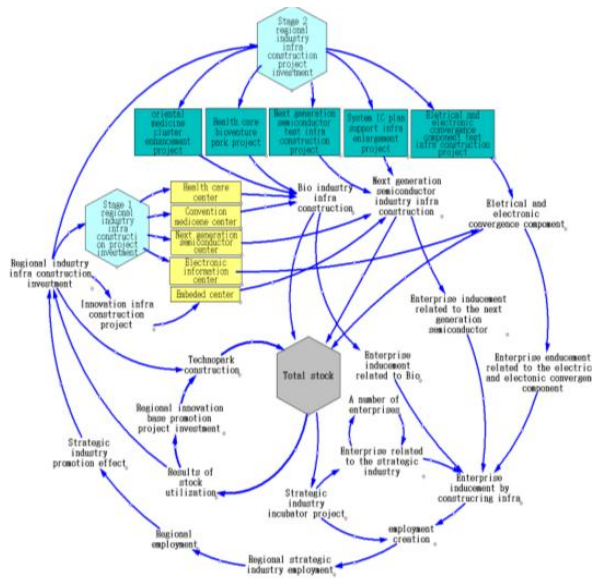 Stage 2
regional
industry
infra
construction
project
investment
oriental
medicine
cluster
enhancement
project
Health care
bioventure
park project
Next generation
semiconductor
test infra
construction
project
System IC plan
support infra
enlargement
project
Eletrical and
electronic
convergence
component test
infra construction
project
Stage 1
regional
industry
infra
constructi
on project
investment
Health care
center
Convention
medicene center
Next generation
semiconductor center
Electronic
information
center
Embeded center
Bio industry
infra
construction
Next generation
semiconductor
industry infra
construction
Eletrical and
electronic
convergence component
Regional industry
infra construction
investment
Innovation infra
construction
project
Enterprise inducement
related to the next
generation
semiconductor
Technopark
construction
Total stock
Enterprise
inducement
related to Bio
Enterprise enducement
related to the electrica
and electonic convergen
component
A number of
enterprises
Regional innovation
base promotion
project investment
Strategic
industry
promotion effect
Results of
stock
utilization
Enterprise related
to the strategic
industry
Strategic
industry
incubator project
Enterprise
inducement by
construcring infra
employment
creation
Regional
employment
Regional strategic
industry employment